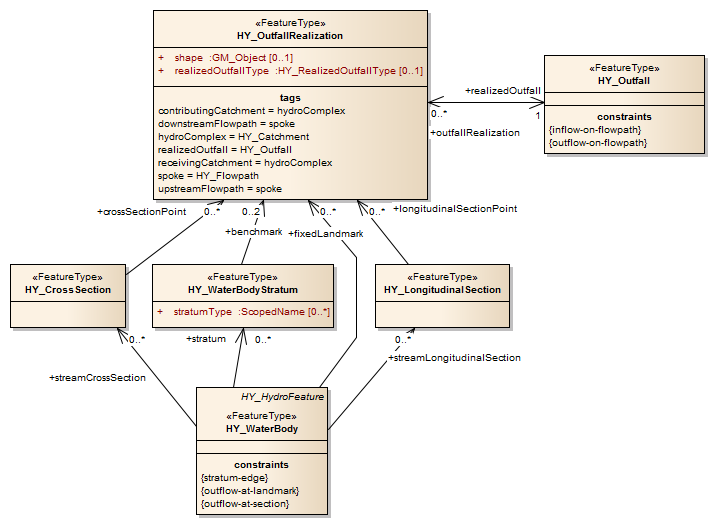 «FeatureType»
HY_OutfallRealization
+ shape :GM_Object [0..1]
+ realizedOutfallType :HY_RealizedOutfallType [0..1]
tags
contributingCatchment = hydroComplex
downstreamFlowpath = spoke
hydroComplex = HY_Catchment
realizedOutfall = HY_Outfall
receivingCatchment = hydroComplex
spoke = HY_Flowpath
upstreamFlowpath = spoke
+realizedOutfall
0..*
1
+outfallRealization
«FeatureType»
HY_Outfall
constraints
{inflow-on-flowpath}
{outflow-on-flowpath}
+crossSectionPoint
0..*
0..2
+benchmark
0..*
+fixedLandmark
0..*
+longitudinalSectionPoint
«FeatureType»
HY_CrossSection
«FeatureType»
HY_WaterBodyStratum
+ stratumType :ScopedName [0..*]
«FeatureType»
HY_LongitudinalSection
0..*
+streamCrossSection
+stratum
0..*
0..*
+streamLongitudinalSection
HY_HydroFeature
«FeatureType»
HY_WaterBody
constraints
{stratum-edge}
{outflow-at-landmark}
{outflow-at-section}